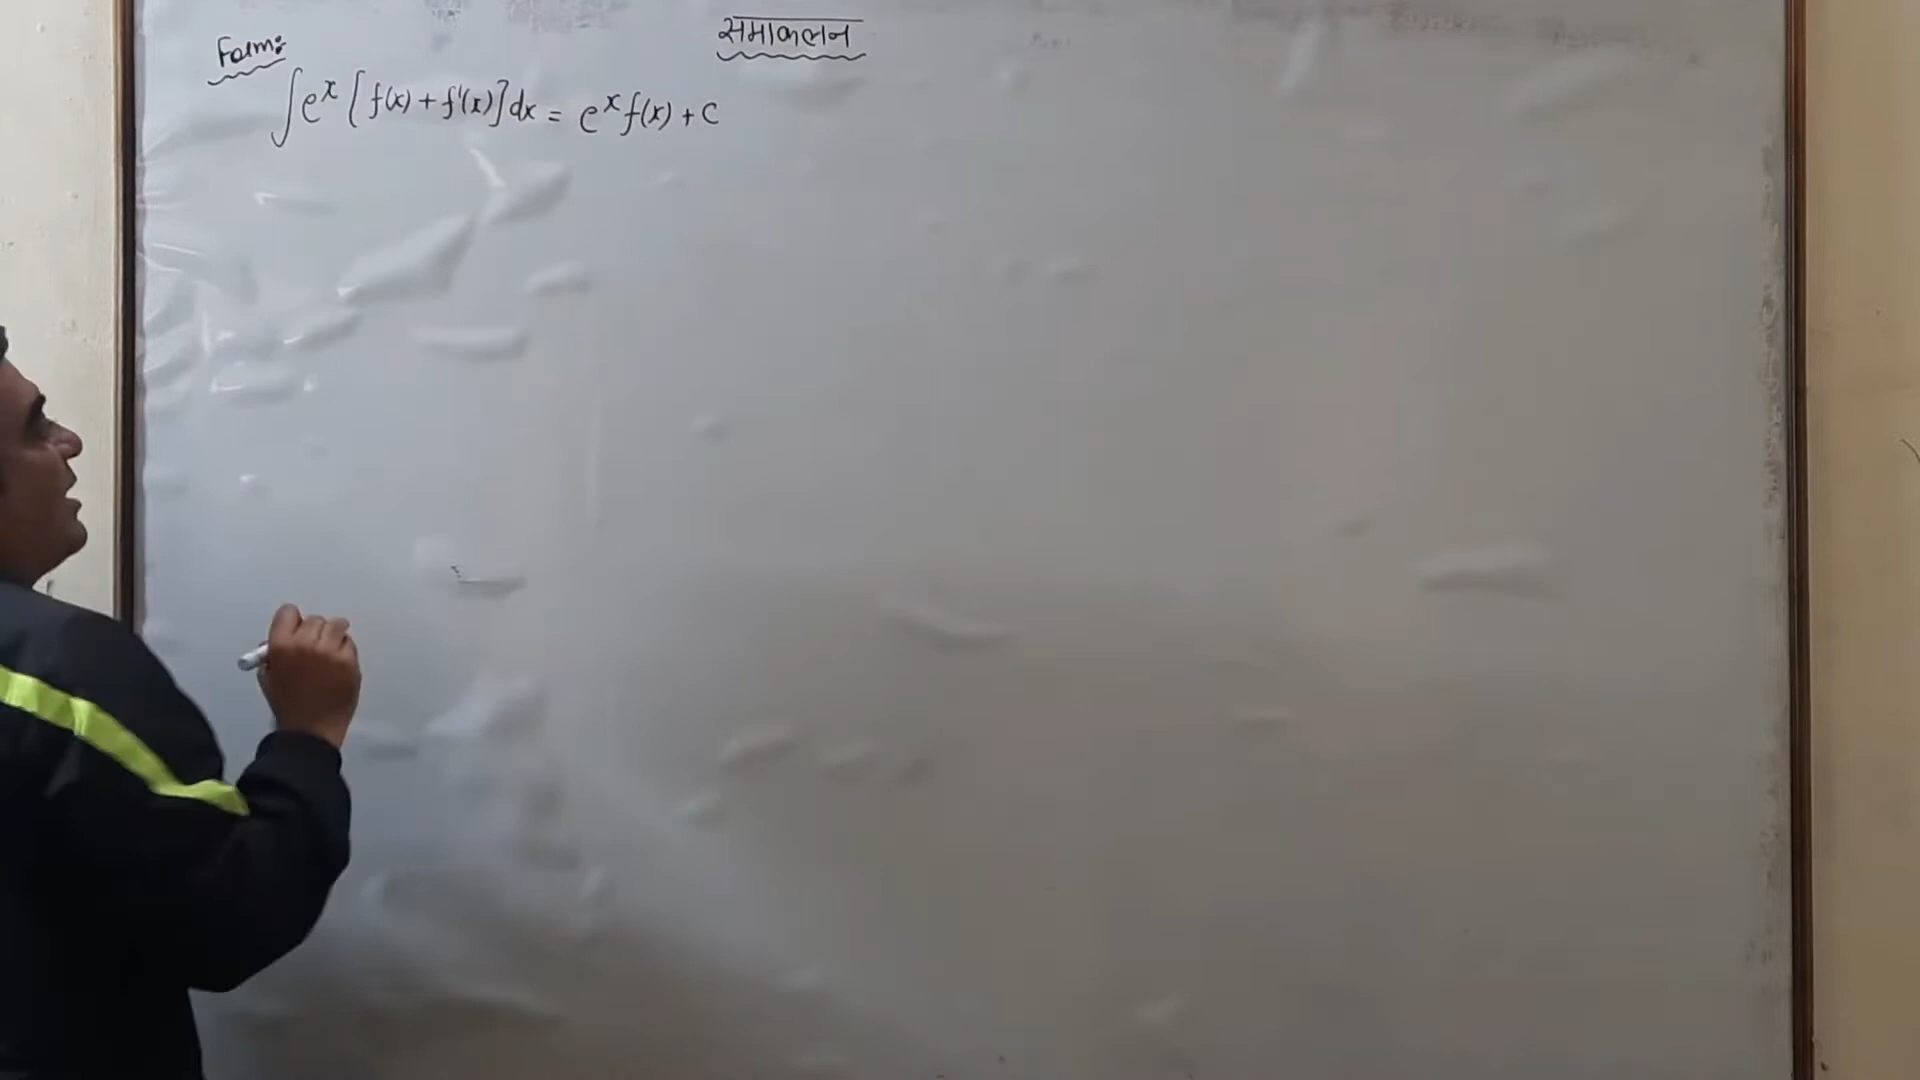 समाकलन
Form:
∫eˣ [f(x) + f'(x)]dx = eˣ f(x) + c